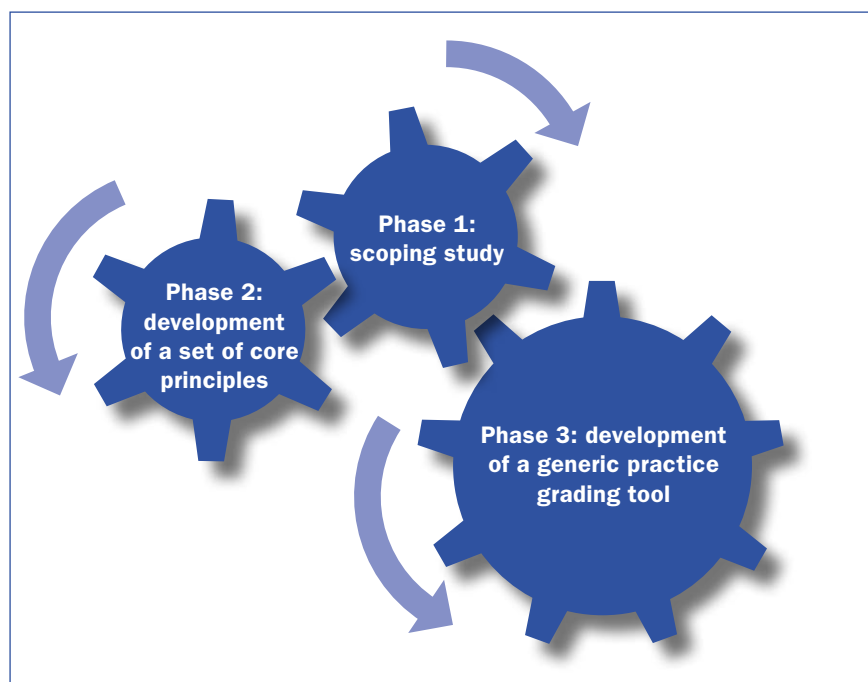 Phase 1:
scoping study
Phase 2:
development
of a set of core
principles
Phase 3: development
of a generic practice
grading tool